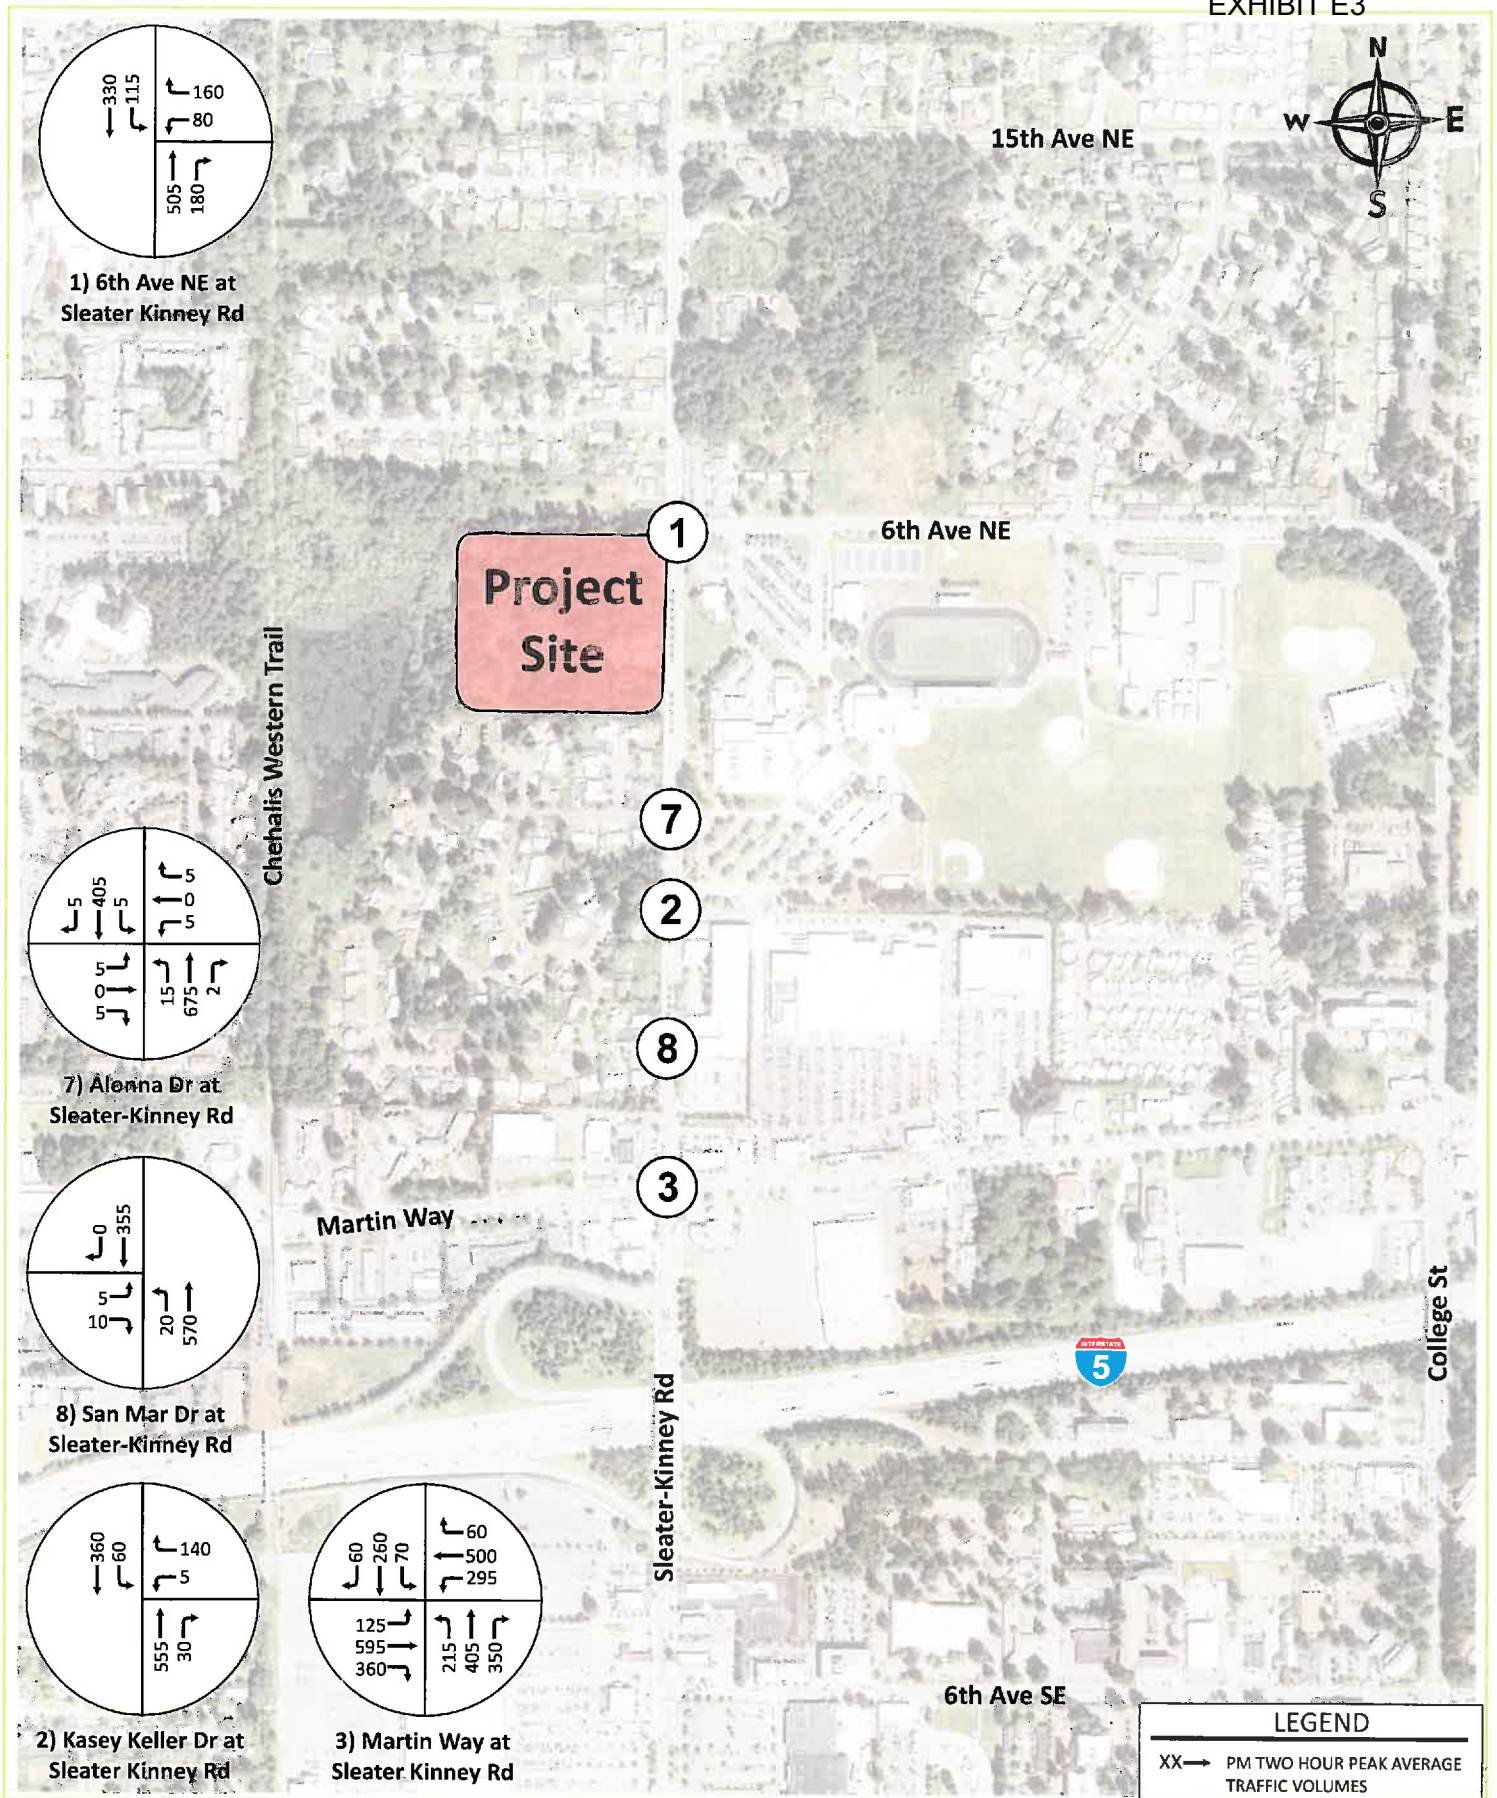 EXHIBIT E3
N
W
E
S
15th Ave NE
330
115
160
80
505
180
1) 6th Ave NE at
Sleater Kinney Rd
1
6th Ave NE
Project
Site
Chehalis Western Trail
7
2
8
3
5
405
5
5
0
5
5
0
5
15
675
2
7) Alonna Dr at
Sleater-Kinney Rd
0
355
5
10
20
570
8) San Mar Dr at
Sleater-Kinney Rd
Martin Way
INTERSTATE
5
College St
Sleater-Kinney Rd
360
60
140
5
555
30
2) Kasey Keller Dr at
Sleater Kinney Rd
60
260
70
60
500
295
125
595
360
215
405
350
3) Martin Way at
Sleater Kinney Rd
6th Ave SE
LEGEND
XX PM TWO HOUR PEAK AVERAGE
TRAFFIC VOLUMES